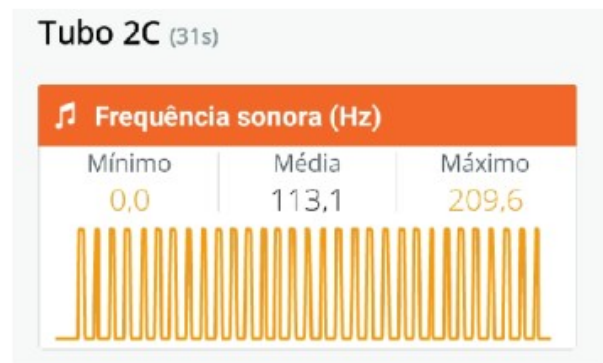 Tubo 2C (31s)
Frequência sonora (Hz)
Mínimo Média Máximo
0,0 113,1 209,6